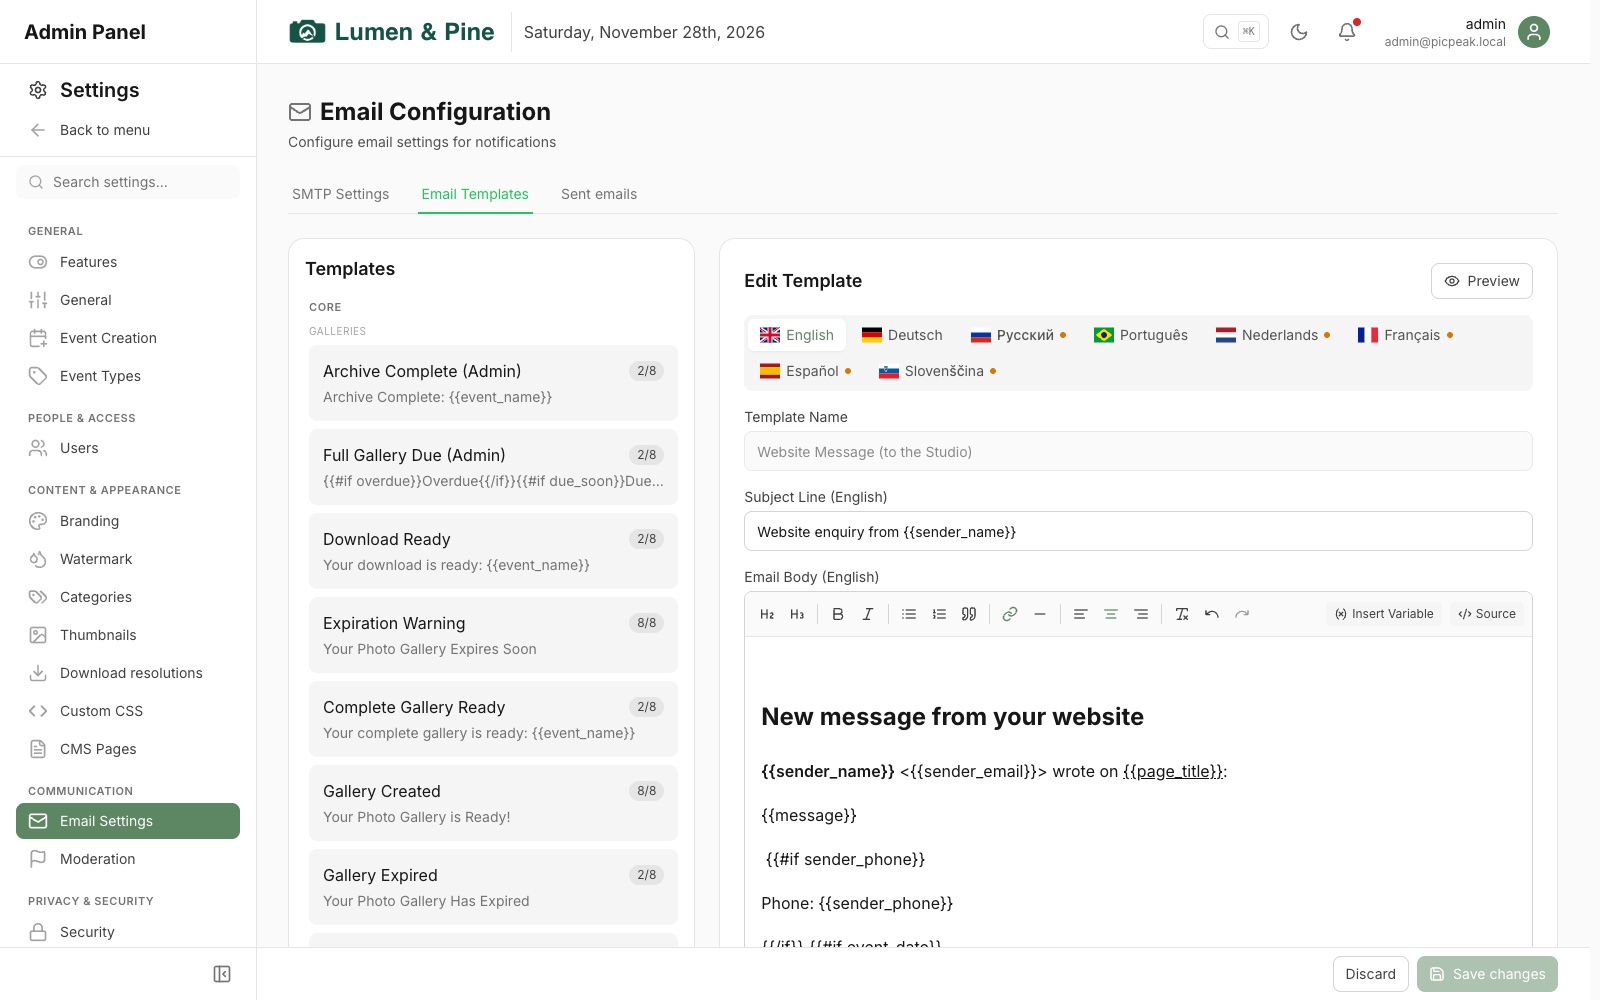 Admin Panel
Lumen & Pine
Saturday, November 28th, 2026
⌘K
admin
admin@picpeak.local
Settings
Back to menu
Search settings...
GENERAL
Features
General
Event Creation
Event Types
PEOPLE & ACCESS
Users
CONTENT & APPEARANCE
Branding
Watermark
Categories
Thumbnails
Download resolutions
Custom CSS
CMS Pages
COMMUNICATION
Email Settings
Moderation
PRIVACY & SECURITY
Security
Email Configuration
Configure email settings for notifications
SMTP Settings
Email Templates
Sent emails
Templates
CORE
GALLERIES
Archive Complete (Admin) 2/8
Archive Complete: {{event_name}}
Full Gallery Due (Admin) 2/8
{{#if overdue}}Overdue{{/if}}{{#if due_soon}}Due...
Download Ready 2/8
Your download is ready: {{event_name}}
Expiration Warning 8/8
Your Photo Gallery Expires Soon
Complete Gallery Ready 2/8
Your complete gallery is ready: {{event_name}}
Gallery Created 8/8
Your Photo Gallery is Ready!
Gallery Expired 2/8
Your Photo Gallery Has Expired
Edit Template
Preview
English Deutsch Русский Português Nederlands Français
Español Slovenščina
Template Name
Website Message (to the Studio)
Subject Line (English)
Website enquiry from {{sender_name}}
Email Body (English)
H₂ H₃ B I Insert Variable Source
New message from your website
{{sender_name}} <{{sender_email}}> wrote on {{page_title}}:
{{message}}
{{#if sender_phone}}
Phone: {{sender_phone}}
{{/if}} {{#if event_date}}
Discard
Save changes